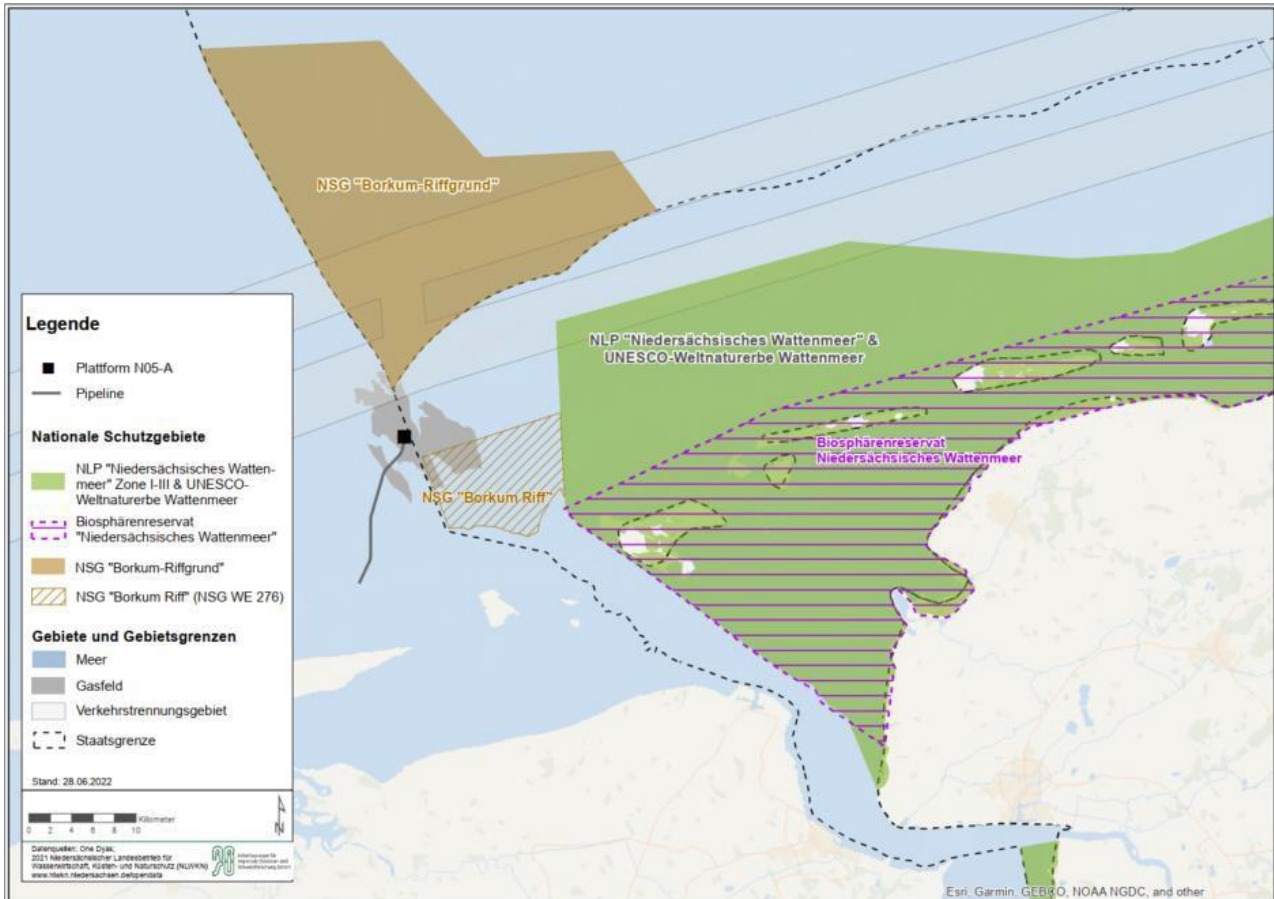 NSG "Borkum-Riffgrund"
NLP "Niedersächsisches Wattenmeer" &
UNESCO-Weltnaturerbe Wattenmeer
Biosphärenreservat
Niedersächsisches Wattenmeer
NSG "Borkum Riff"
Legende
Plattform N05-A
Pipeline
Nationale Schutzgebiete
NLP "Niedersächsisches Watten-
meer" Zone I-III & UNESCO-
Weltnaturerbe Wattenmeer
Biosphärenreservat
"Niedersächsisches Wattenmeer"
NSG "Borkum-Riffgrund"
NSG "Borkum Riff" (NSG WE 276)
Gebiete und Gebietsgrenzen
Meer
Gasfeld
Verkehrstrennungsgebiet
Staatsgrenze
Stand: 28.06.2022
Kilometer
0 2 4 6 8 10
N
Datenquellen: One Dyas;
2021 Niedersächsischer Landesbetrieb für
Wasserwirtschaft, Küsten- und Naturschutz (NLWKN)
www.nlwkn.niedersachsen.de/opendata
Esri, Garmin, GEBCO, NOAA NGDC, and other